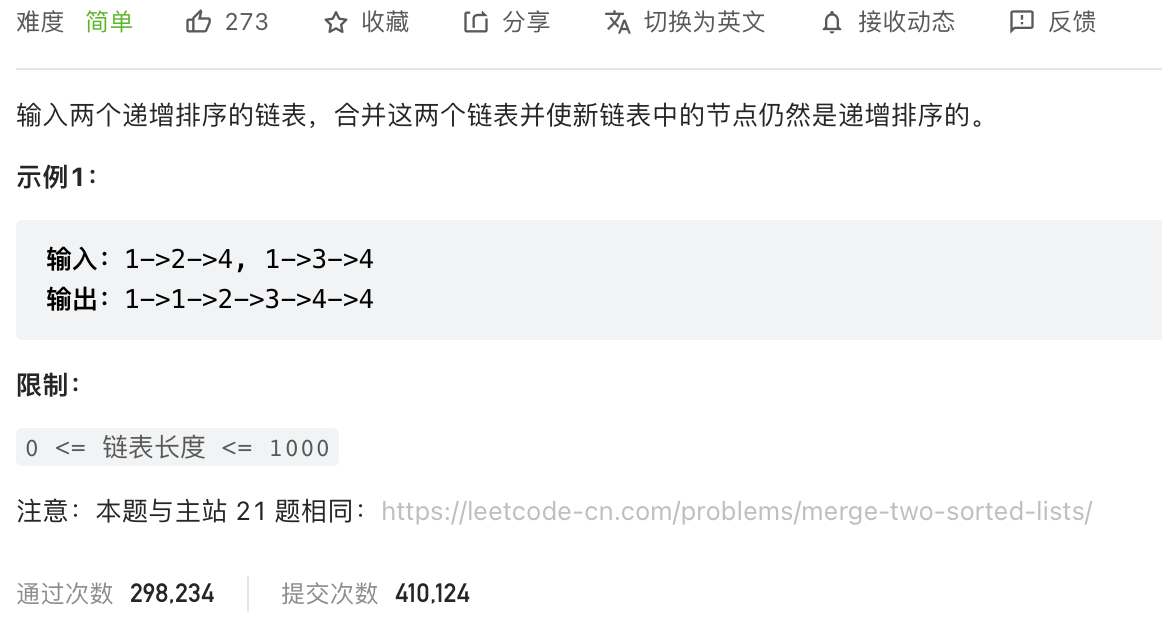 难度 简单 273 收藏 分享 切换为英文 接收动态 反馈
输入两个递增排序的链表，合并这两个链表并使新链表中的节点仍然是递增排序的。
示例1：
输入：1->2->4, 1->3->4
输出：1->1->2->3->4->4
限制：
0 <= 链表长度 <= 1000
注意：本题与主站 21 题相同：https://leetcode-cn.com/problems/merge-two-sorted-lists/
通过次数 298,234 提交次数 410,124